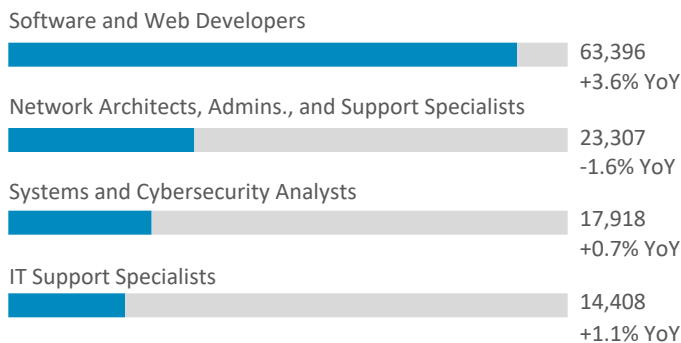 Software and Web Developers
63,396
+3.6% YoY
Network Architects, Admins., and Support Specialists
23,307
-1.6% YoY
Systems and Cybersecurity Analysts
17,918
+0.7% YoY
IT Support Specialists
14,408
+1.1% YoY